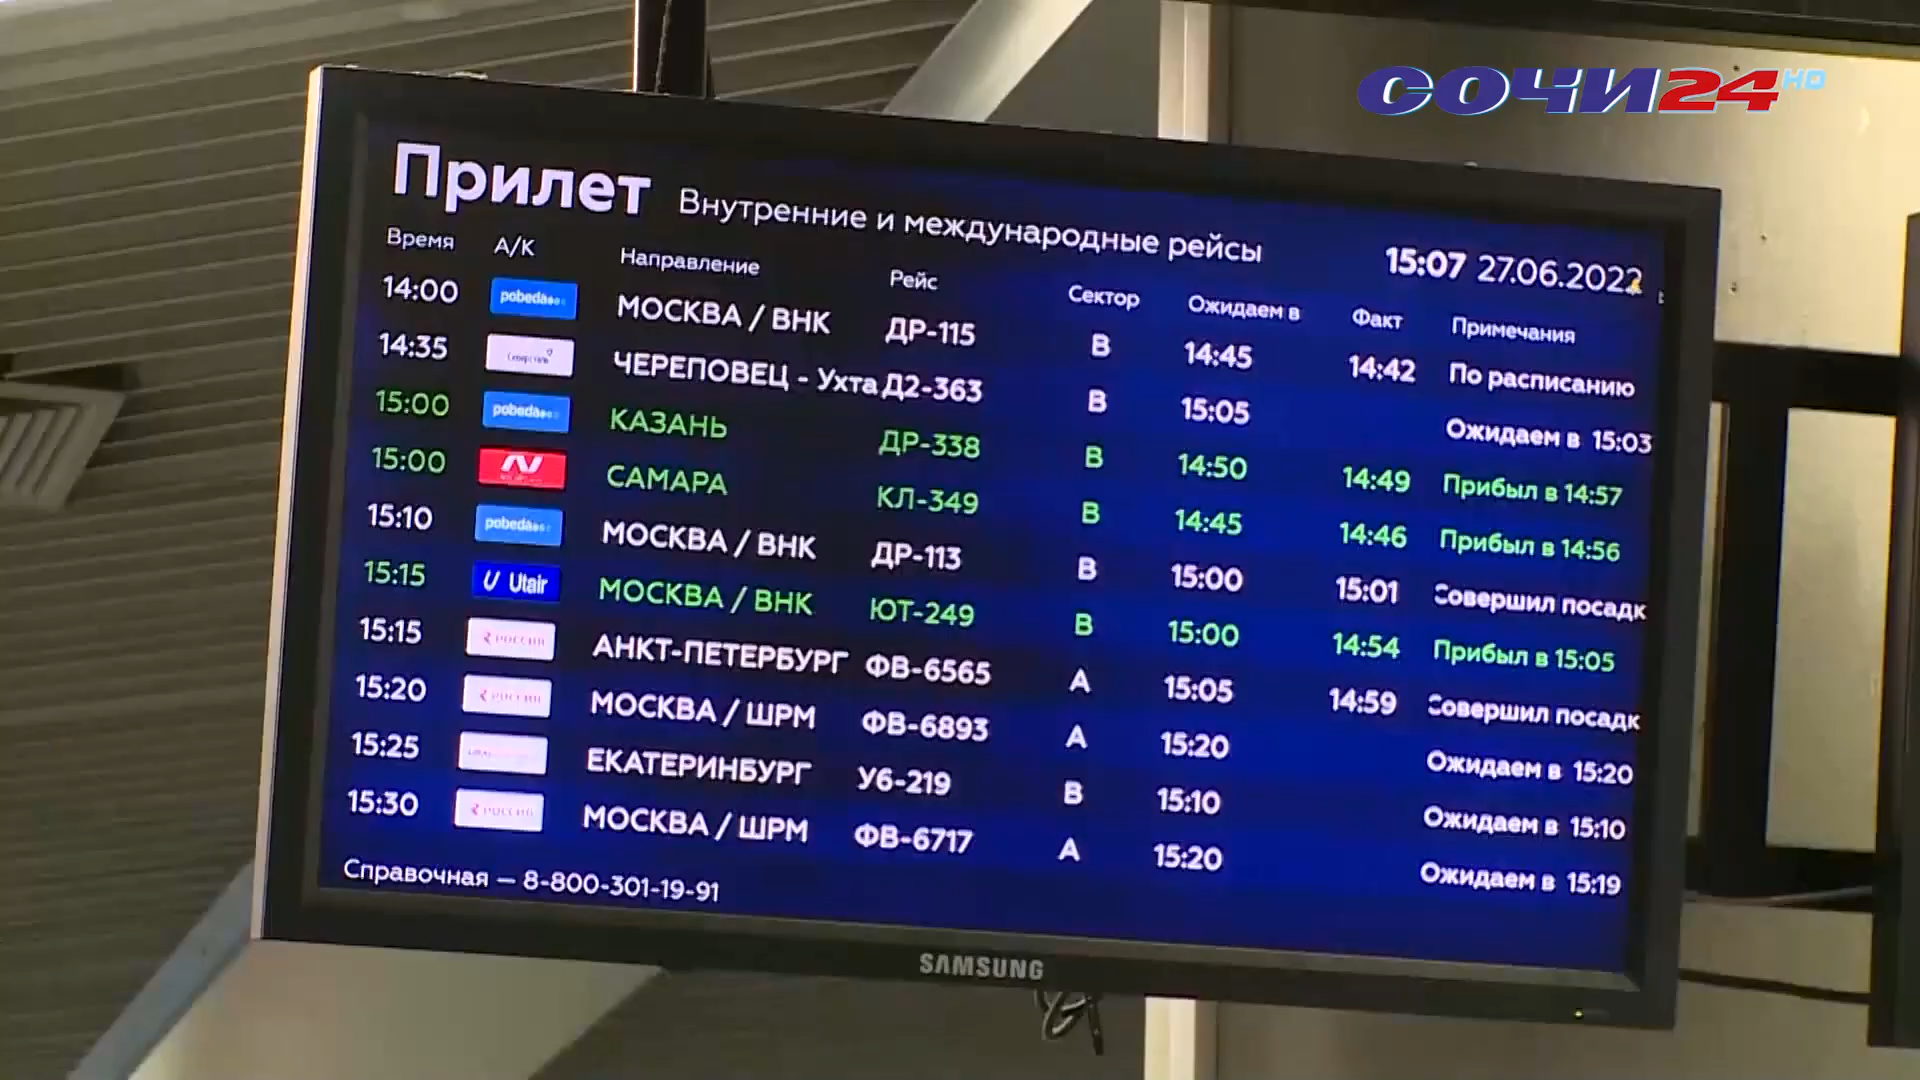 СОЧИ24HD
Прилет Внутренние и международные рейсы 15:07 27.06.2022
Время А/К Направление Рейс Сектор Ожидаем в Факт Примечания
14:00 pobeda МОСКВА / ВНК ДР-115 В 14:45 14:42 По расписанию
14:35 ЧЕРЕПОВЕЦ - Ухта Д2-363 В 15:05 Ожидаем в 15:03
15:00 pobeda КАЗАНЬ ДР-338 В 14:50 14:49 Прибыл в 14:57
15:00 САМАРА КЛ-349 В 14:45 14:46 Прибыл в 14:56
15:10 pobeda МОСКВА / ВНК ДР-113 В 15:00 15:01 Совершил посадк
15:15 Utair МОСКВА / ВНК ЮТ-249 В 15:00 14:54 Прибыл в 15:05
15:15 РОССИЯ АНКТ-ПЕТЕРБУРГ ФВ-6565 А 15:05 14:59 Совершил посадк
15:20 РОССИЯ МОСКВА / ШРМ ФВ-6893 А 15:20 Ожидаем в 15:20
15:25 ЕКАТЕРИНБУРГ У6-219 В 15:10 Ожидаем в 15:10
15:30 РОССИЯ МОСКВА / ШРМ ФВ-6717 А 15:20 Ожидаем в 15:19
Справочная — 8-800-301-19-91
SAMSUNG